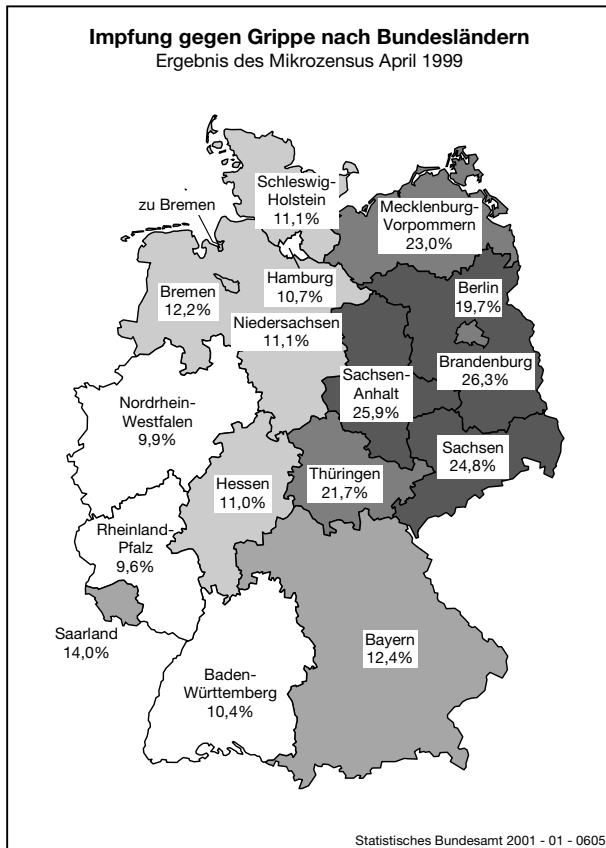 Impfung gegen Grippe nach Bundesländern
Ergebnis des Mikrozensus April 1999
Schleswig-
Holstein
11,1%
Mecklenburg-
Vorpommern
23,0%
zu Bremen
Hamburg
10,7%
Bremen
12,2%
Berlin
19,7%
Niedersachsen
11,1%
Brandenburg
26,3%
Sachsen-
Anhalt
25,9%
Nordrhein-
Westfalen
9,9%
Sachsen
24,8%
Hessen
11,0%
Thüringen
21,7%
Rheinland-
Pfalz
9,6%
Saarland
14,0%
Bayern
12,4%
Baden-
Württemberg
10,4%
Statistisches Bundesamt 2001 - 01 - 0605